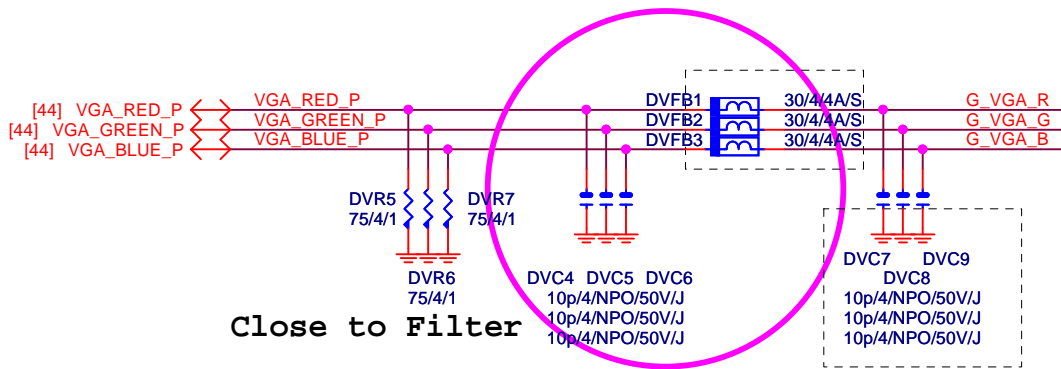 [44] VGA_RED_P VGA_RED_P DVFB1 30/4/4A/S G_VGA_R
[44] VGA_GREEN_P VGA_GREEN_P DVFB2 30/4/4A/S G_VGA_G
[44] VGA_BLUE_P VGA_BLUE_P DVFB3 30/4/4A/S G_VGA_B
DVR5 DVR7
75/4/1 75/4/1
DVC7 DVC9
DVR6 DVC4 DVC5 DVC6 DVC8
75/4/1 10p/4/NPO/50V/J 10p/4/NPO/50V/J
10p/4/NPO/50V/J 10p/4/NPO/50V/J
Close to Filter 10p/4/NPO/50V/J 10p/4/NPO/50V/J